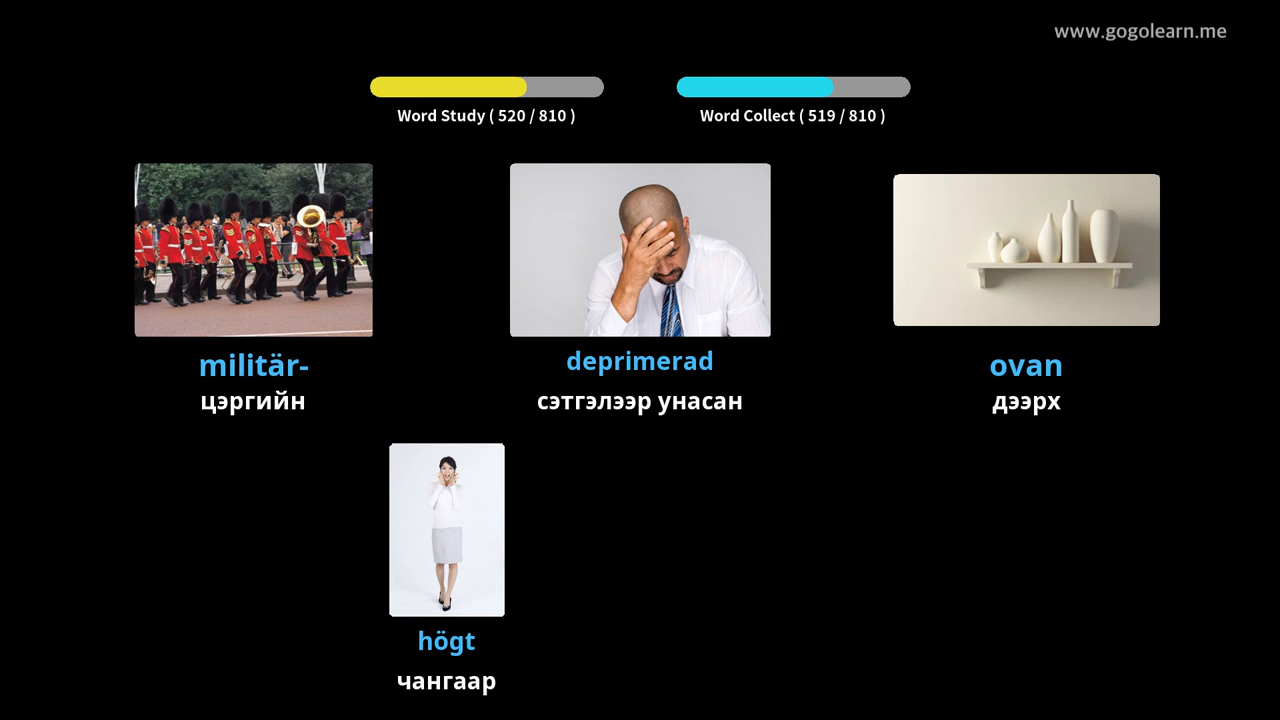 www.gogolearn.me
Word Study ( 520 / 810 )
Word Collect ( 519 / 810 )
militär-
цэргийн
deprimerad
сэтгэлээр унасан
ovan
дээрх
högt
чангаар